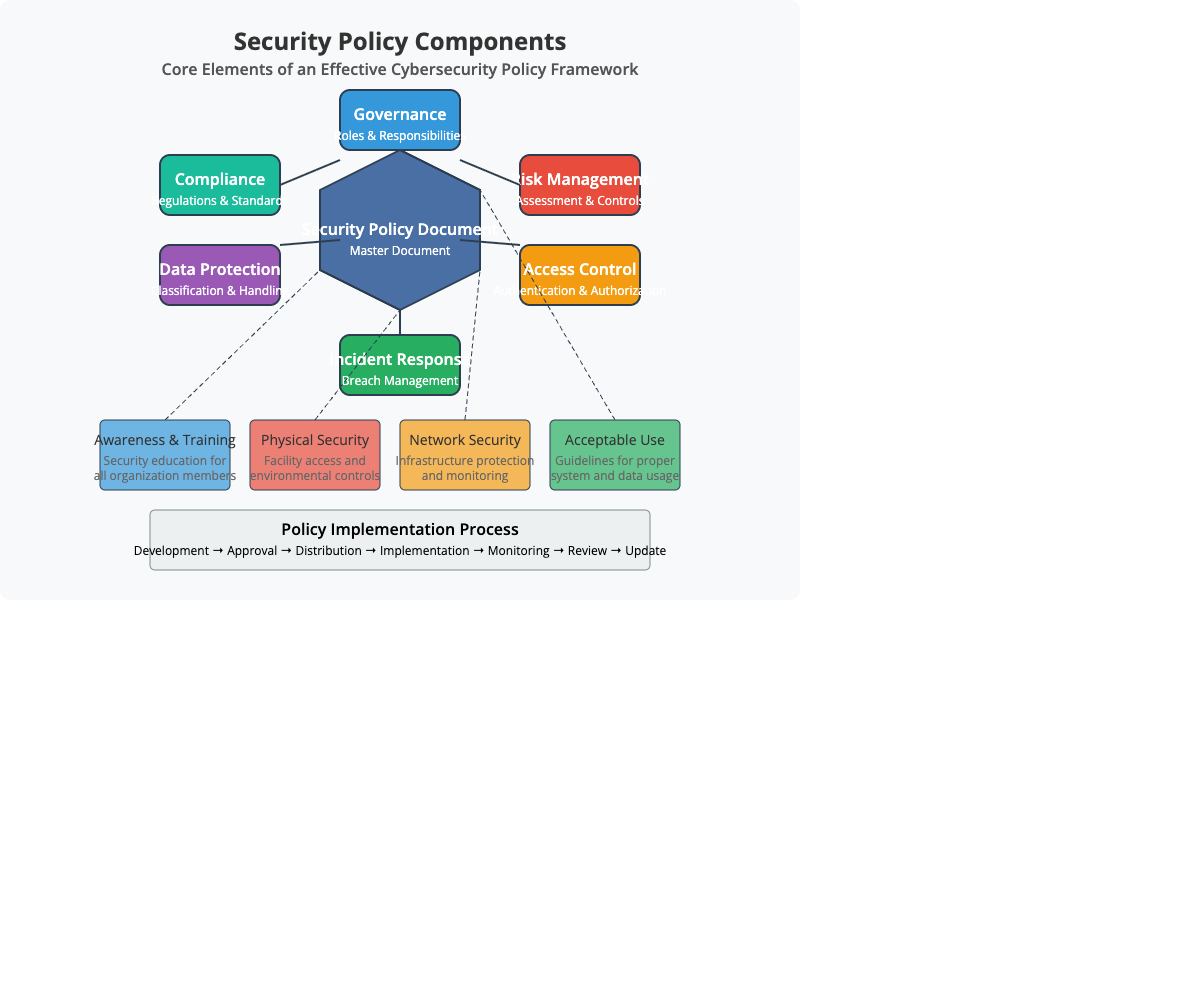 Security Policy Components
Core Elements of an Effective Cybersecurity Policy Framework
Governance
Roles & Responsibilities
Compliance
Regulations & Standards
Risk Management
Assessment & Controls
Security Policy Document
Master Document
Data Protection
Classification & Handling
Access Control
Authentication & Authorization
Incident Response
Breach Management
Awareness & Training
Security education for
all organization members
Physical Security
Facility access and
environmental controls
Network Security
Infrastructure protection
and monitoring
Acceptable Use
Guidelines for proper
system and data usage
Policy Implementation Process
Development → Approval → Distribution → Implementation → Monitoring → Review → Update